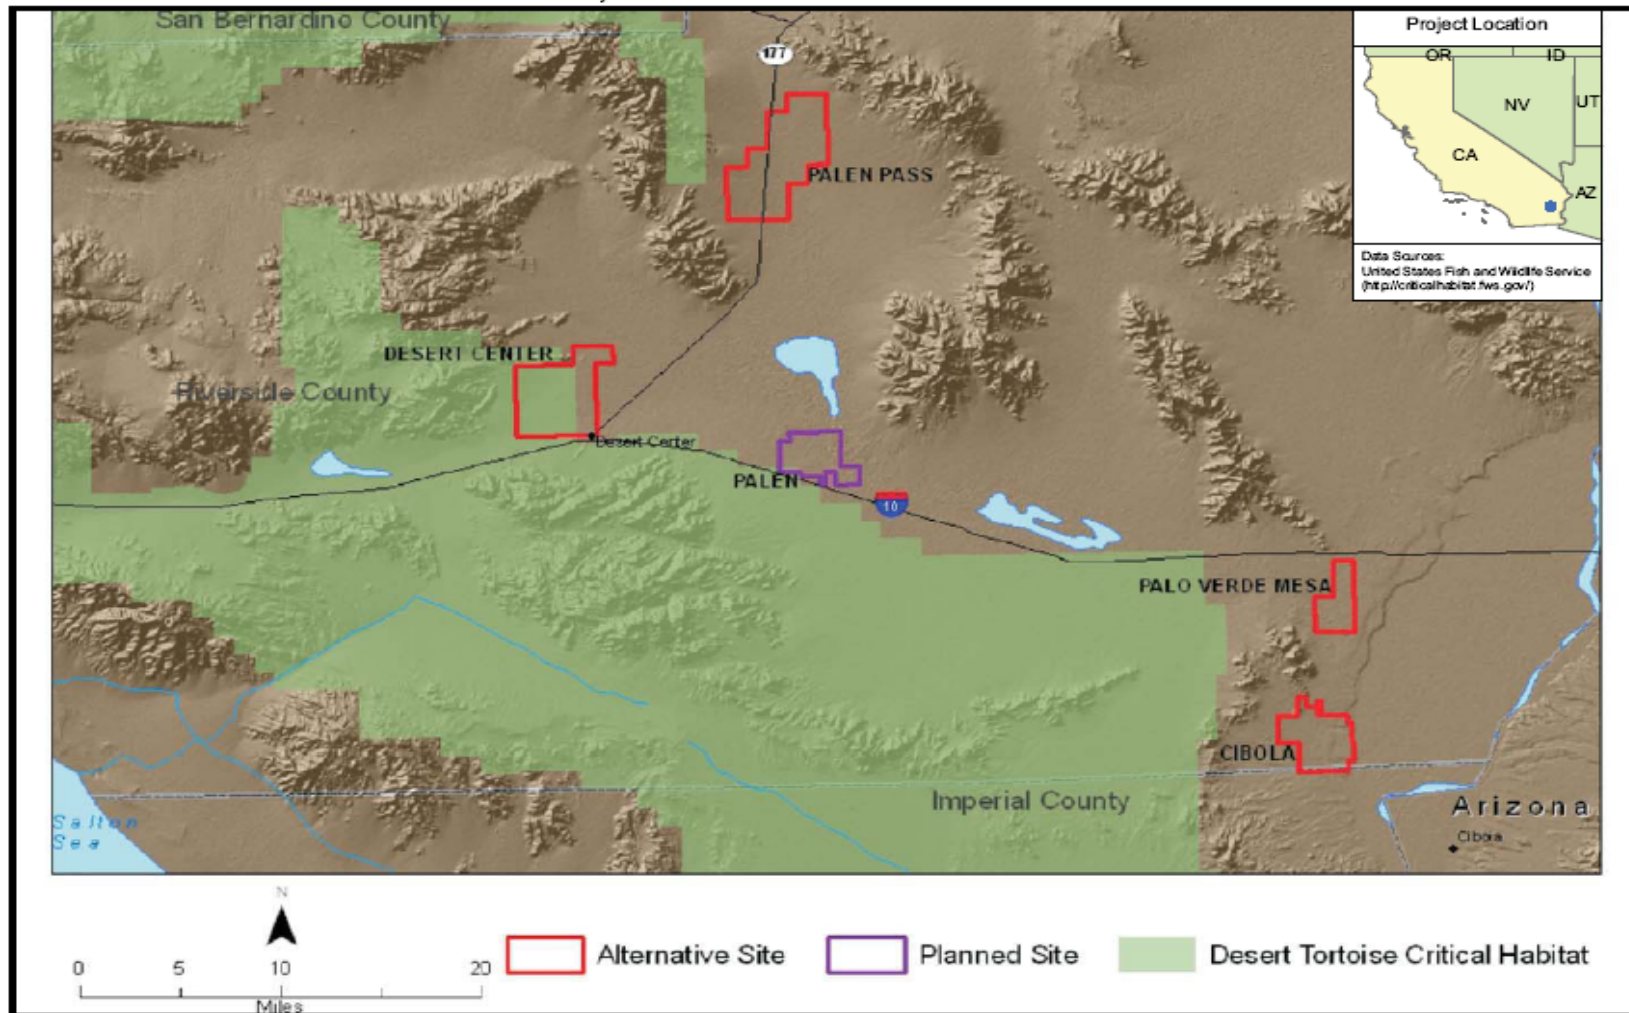 San Bernardino County
177
Project Location
OR
ID
NV
UT
CA
AZ
Data Sources:
United States Fish and Wildlife Service
(http://criticalhabitat.fws.gov/)
PALEN PASS
DESERT CENTER
Riverside County
Desert Center
PALEN
10
PALO VERDE MESA
CIBOLA
Imperial County
Arizona
Cibola
Salton
Sea
N
0 5 10 20
Miles
Alternative Site
Planned Site
Desert Tortoise Critical Habitat